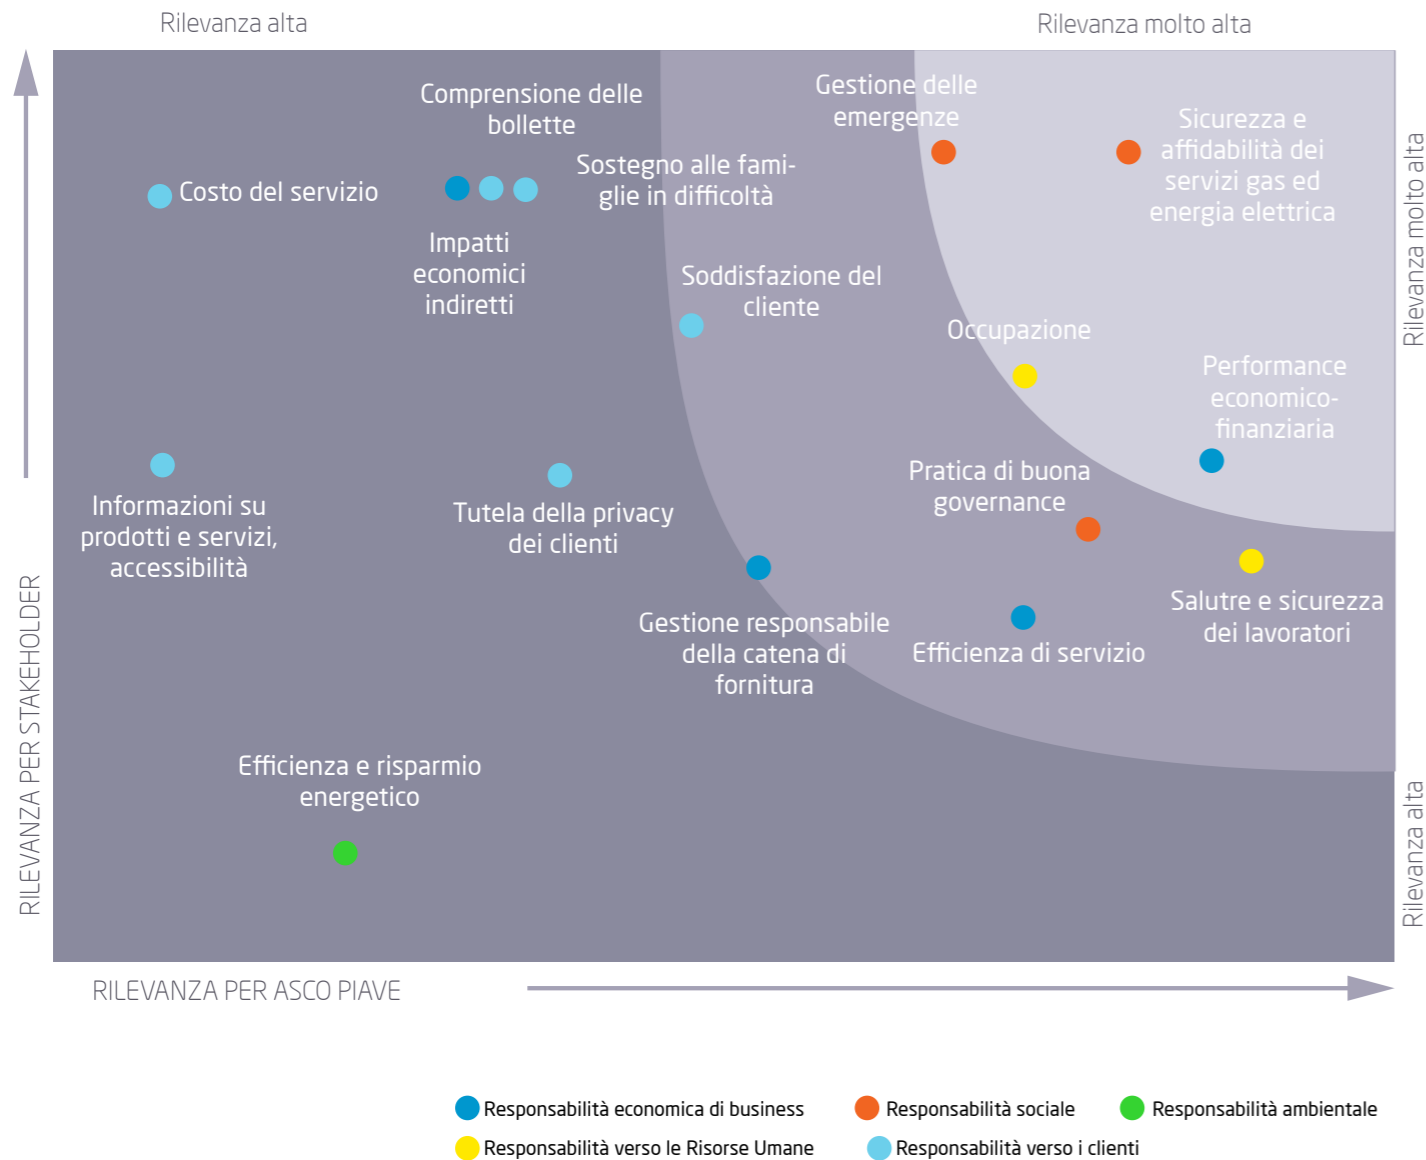 Rilevanza alta
Rilevanza molto alta
Comprensione delle
bollette
Gestione delle
emergenze
Sicurezza e
affidabilità dei
servizi gas ed
energia elettrica
Costo del servizio
Sostegno alle fami-
glie in difficoltà
Impatti
economici
indiretti
Soddisfazione del
cliente
Occupazione
Performance
economico-
finanziaria
Informazioni su
prodotti e servizi,
accessibilità
Tutela della privacy
dei clienti
Pratica di buona
governance
Gestione responsabile
della catena di
fornitura
Efficienza di servizio
Salutre e sicurezza
dei lavoratori
Efficienza e risparmio
energetico
RILEVANZA PER STAKEHOLDER
Rilevanza molto alta
Rilevanza alta
RILEVANZA PER ASCO PIAVE
Responsabilità economica di business
Responsabilità sociale
Responsabilità ambientale
Responsabilità verso le Risorse Umane
Responsabilità verso i clienti